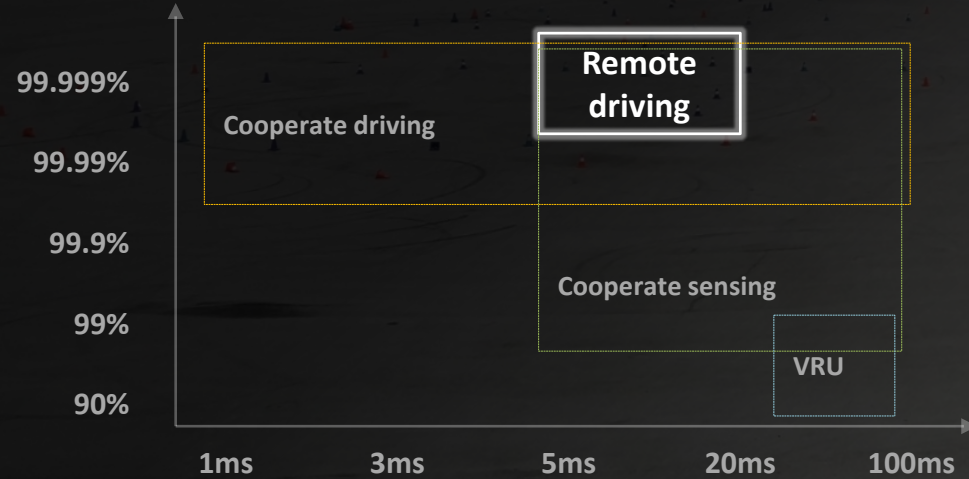 Remote
driving
99.999%
Cooperate driving
99.99%
99.9%
Cooperate sensing
99%
VRU
90%
1ms
3ms
5ms
20ms
100ms